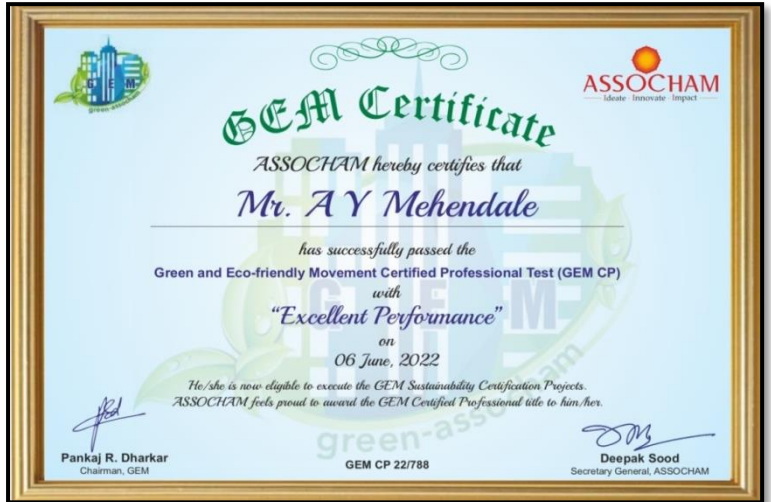 G E M
green-assocham
ASSOCHAM
Ideate Innovate Impact
GEM Certificate
ASSOCHAM hereby certifies that
Mr. A Y Mehendale
has successfully passed the
Green and Eco-friendly Movement Certified Professional Test (GEM CP)
with
"Excellent Performance"
on
06 June, 2022
He/she is now eligible to execute the GEM Sustainability Certification Projects.
ASSOCHAM feels proud to award the GEM Certified Professional title to him/her.
G E M
green-assocham
Pankaj R. Dharkar
Chairman, GEM
GEM CP 22/788
Deepak Sood
Secretary General, ASSOCHAM